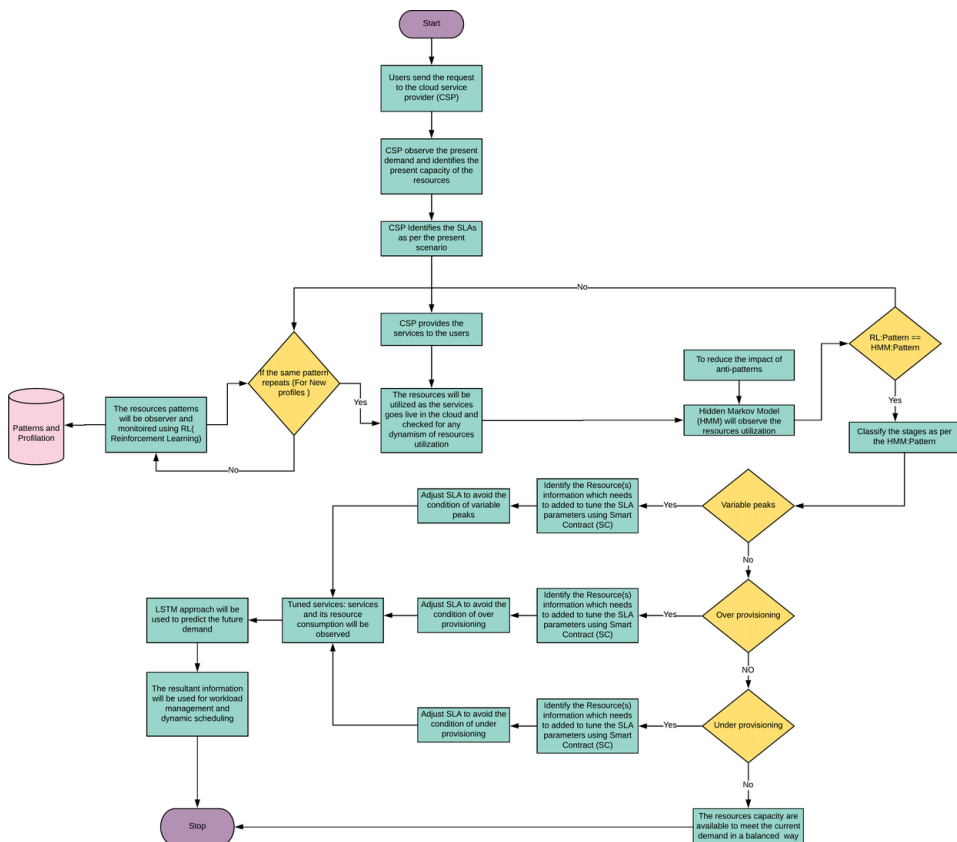 Start
Users send the request
to the cloud service
provider (CSP)
CSP observe the present
demand and identifies the
present capacity of the
resources
CSP Identifies the SLAs
as per the present
scenario
No
CSP provides the
services to the users
RL:Pattern ==
HMM:Pattern
To reduce the impact of
anti-patterns
If the same pattern
repeats (For New
profiles )
Yes
Yes
Patterns and
Profilation
The resources patterns
will be observer and
monitoired using RL(
Reinforcement Learning)
The resources will be
utilized as the services
goes live in the cloud and
checked for any
dynamism of resources
utilization
Hidden Markov Model
(HMM) will observe the
resources utilization
Classify the stages as per
the HMM:Pattern
No
Adjust SLA to avoid the
condition of variable
peaks
Identify the Resource(s)
information which needs
to added to tune the SLA
parameters using Smart
Contract (SC)
Yes
Variable peaks
No
LSTM approach will be
used to predict the future
demand
Tuned services: services
and its resource
consumption will be
observed
Adjust SLA to avoid the
condition of over
provisioning
Identify the Resource(s)
information which needs
to added to tune the SLA
parameters using Smart
Contract (SC)
Yes
Over provisioning
NO
The resultant information
will be used for workload
management and
dynamic scheduling
Adjust SLA to avoid the
condition of under
provisioning
Identify the Resource(s)
information which needs
to added to tune the SLA
parameters using Smart
Contract (SC)
Yes
Under provisioning
No
Stop
The resources capacity are
available to meet the current
demand in a balanced way